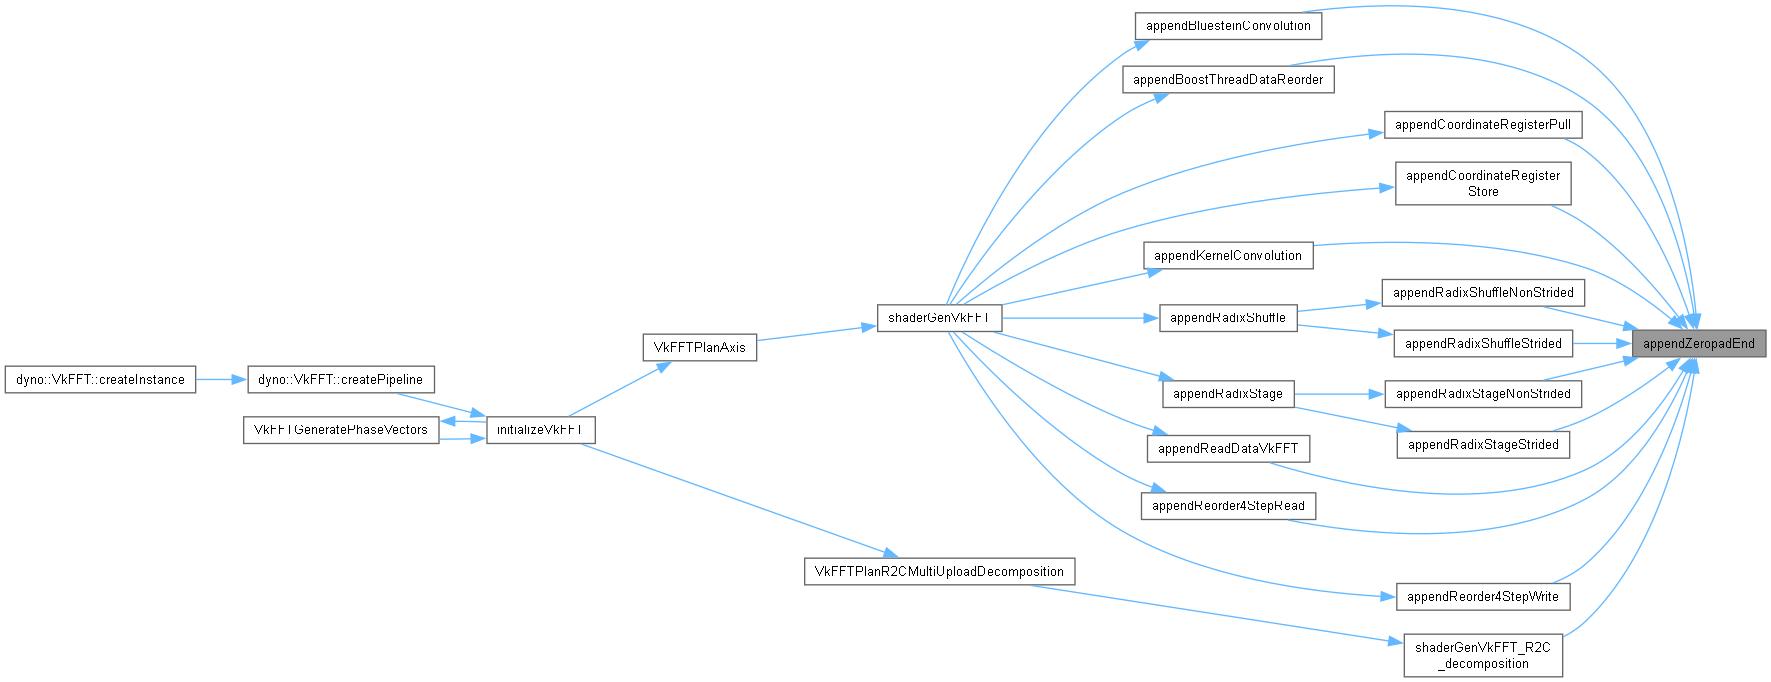 appendBluesteinConvolution
appendBoostThreadDataReorder
appendCoordinateRegisterPull
appendCoordinateRegister
Store
appendKernelConvolution
appendRadixShuffleNonStrided
shaderGenVkFFT
appendRadixShuffle
appendRadixShuffleStrided
appendZeropadEnd
VkFFTPlanAxis
dyno::VkFFT::createInstance
dyno::VkFFT::createPipeline
appendRadixStage
appendRadixStageNonStrided
VkFFTGeneratePhaseVectors
initializeVkFFT
appendReadDataVkFFT
appendRadixStageStrided
appendReorder4StepRead
VkFFTPlanR2CMultiUploadDecomposition
appendReorder4StepWrite
shaderGenVkFFT_R2C
_decomposition